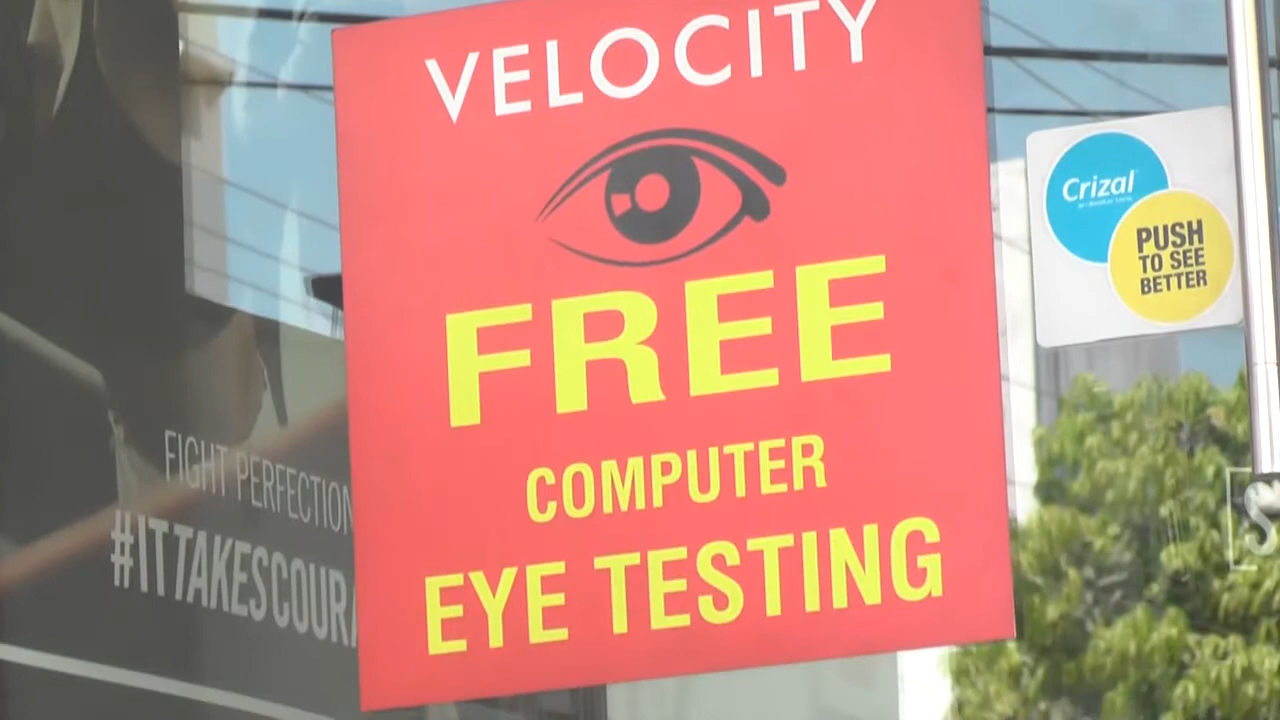 VELOCITY
FREE
COMPUTER
EYE TESTING
Crizal
PUSH
TO SEE
BETTER
FIGHT PERFECTION
#ITTAKESCOURA
S